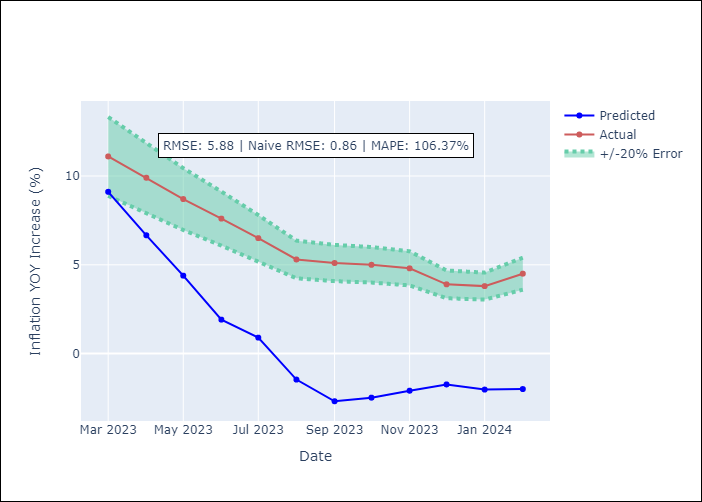 RMSE: 5.88 | Naive RMSE: 0.86 | MAPE: 106.37%
Predicted
Actual
+/-20% Error
Inflation YOY Increase (%)
10
5
0
Mar 2023 May 2023 Jul 2023 Sep 2023 Nov 2023 Jan 2024
Date